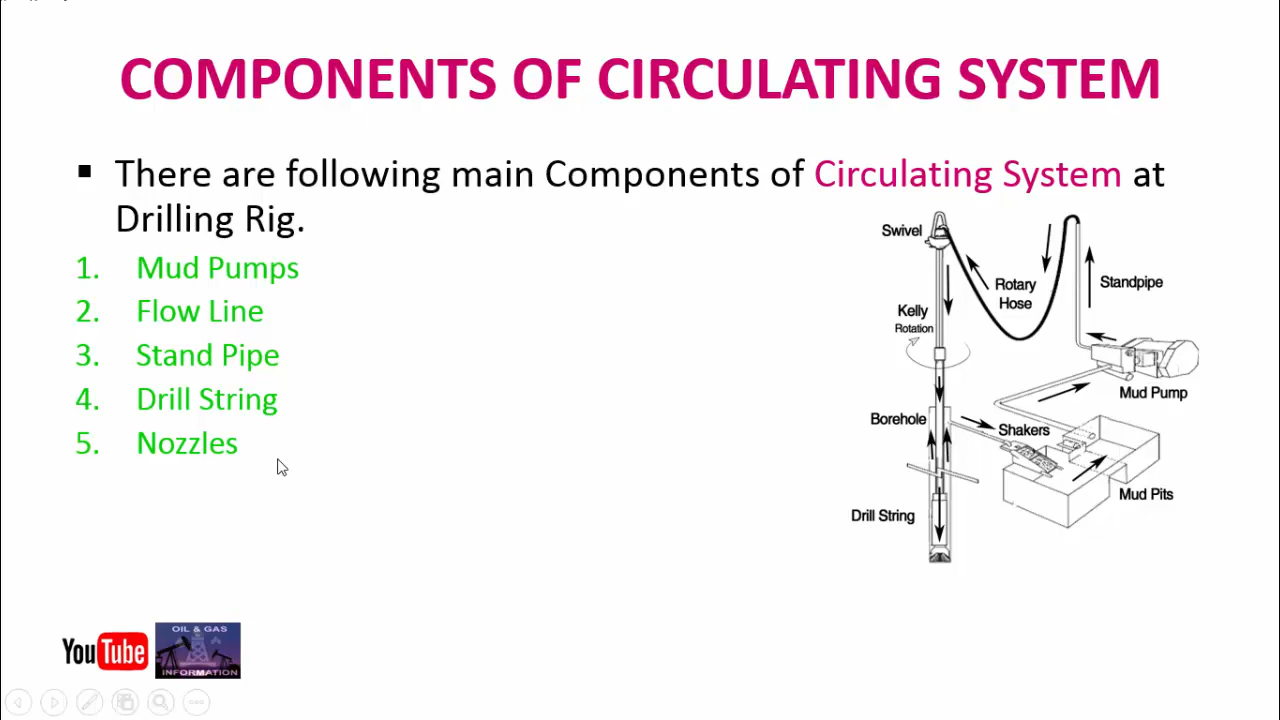 COMPONENTS OF CIRCULATING SYSTEM
▪ There are following main Components of Circulating System at
Drilling Rig.
1. Mud Pumps
2. Flow Line
3. Stand Pipe
4. Drill String
5. Nozzles
Swivel
Rotary
Hose
Standpipe
Kelly
Rotation
Mud Pump
Borehole
Shakers
Mud Pits
Drill String
YouTube
OIL & GAS
INFORMATION